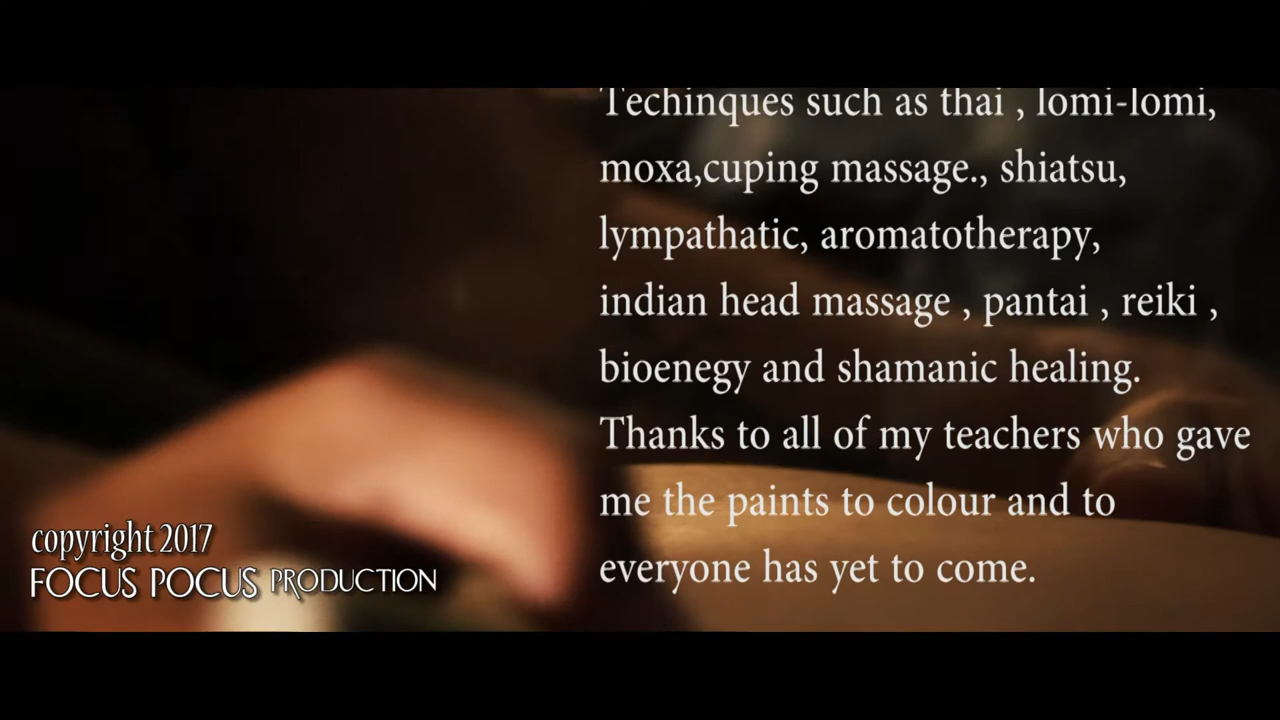 Techinques such as thai , lomi-lomi,
moxa,cuping massage., shiatsu,
lympathatic, aromatotherapy,
indian head massage , pantai , reiki ,
bioenegy and shamanic healing.
Thanks to all of my teachers who gave
me the paints to colour and to
everyone has yet to come.
copyright 2017
FOCUS POCUS PRODUCTION